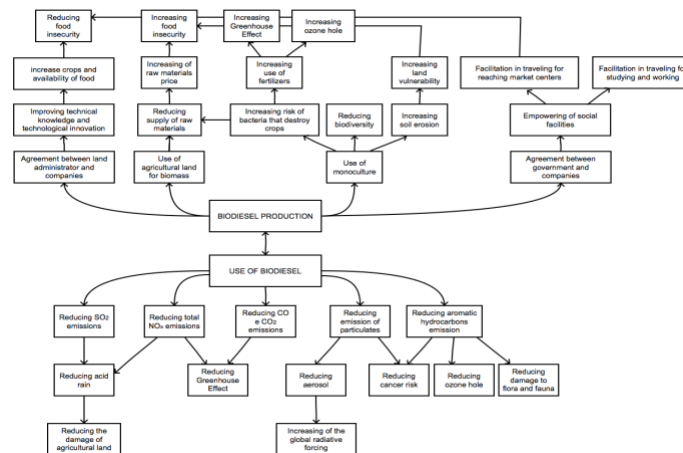 Reducing
food
insecurity
Increasing
food
insecurity
Increasing
Greenhouse
Effect
Increasing
ozone hole
increase crops and
availability of food
Increasing of
raw materials
price
Increasing
use of
fertilizers
Increasing
land
vulnerability
Facilitation in traveling for
reaching market centers
Facilitation in traveling for
studying and working
Improving technical
knowledge and
technological innovation
Reducing
supply of raw
materials
Increasing risk of
bacteria that destroy
crops
Reducing
biodiversity
Increasing
soil erosion
Empowering of social
facilities
Agreement between land
administrator and
companies
Use of
agricultural land
for biomass
Use of
monoculture
Agreement between
government and
companies
BIODIESEL PRODUCTION
USE OF BIODIESEL
Reducing SO2
emissions
Reducing total
NOx emissions
Reducing CO
e CO2
emissions
Reducing
emission of
particulates
Reducing aromatic
hydrocarbons
emission
Reducing acid
rain
Reducing
Greenhouse
Effect
Reducing
aerosol
Reducing
cancer risk
Reducing
ozone hole
Reducing
damage to
flora and fauna
Reducing the
damage of
agricultural land
Increasing of the
global radiative
forcing